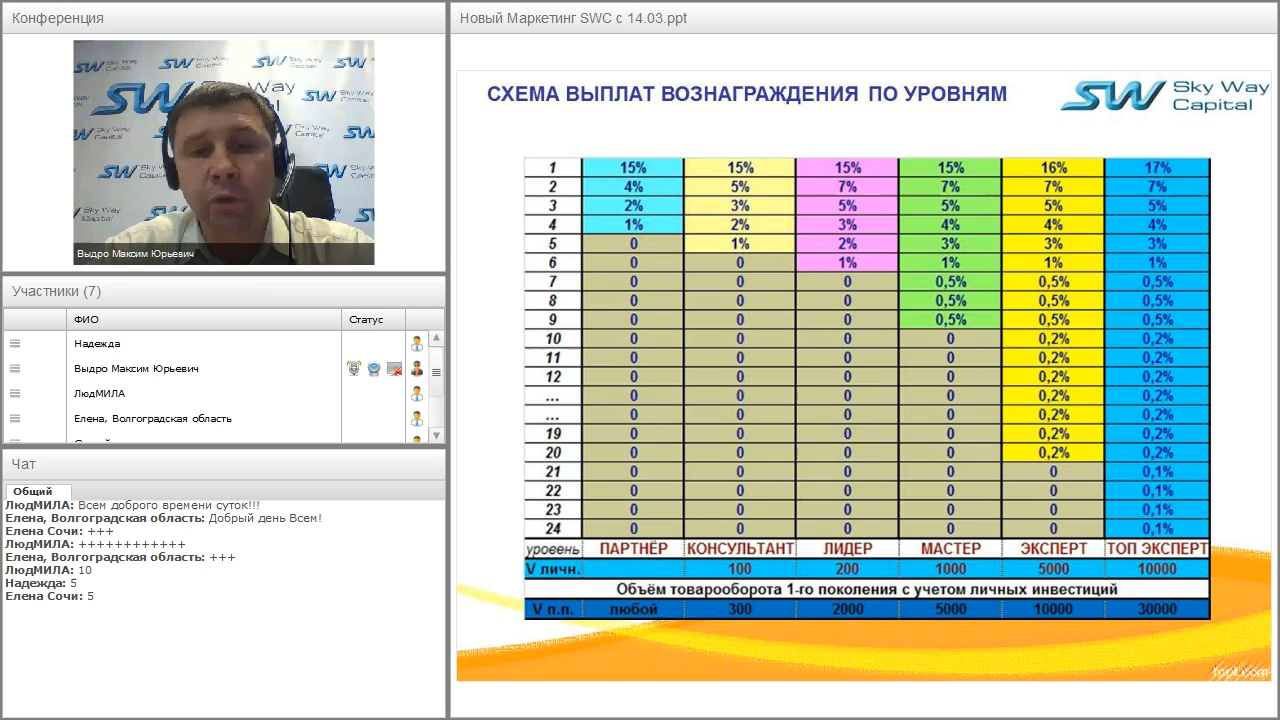 Конференция
SW Sky Way Capital
Выдро Максим Юрьевич
Участники (7)
ФИО Статус
Надежда
Выдро Максим Юрьевич
ЛюдМИЛА
Елена, Волгоградская область
Чат
Общий
ЛюдМИЛА: Всем доброго времени суток!!!
Елена, Волгоградская область: Добрый день Всем!
Елена Сочи: +++
ЛюдМИЛА: ++++++++++++
Елена, Волгоградская область: +++
ЛюдМИЛА: 10
Надежда: 5
Елена Сочи: 5
Новый Маркетинг SWC с 14.03.ppt
СХЕМА ВЫПЛАТ ВОЗНАГРАЖДЕНИЯ ПО УРОВНЯМ
SW Sky Way
Capital
1 15% 15% 15% 15% 16% 17%
2 4% 5% 7% 7% 7% 7%
3 2% 3% 5% 5% 5% 5%
4 1% 2% 3% 4% 4% 4%
5 0 1% 2% 3% 3% 3%
6 0 0 1% 1% 1% 1%
7 0 0 0 0,5% 0,5% 0,5%
8 0 0 0 0,5% 0,5% 0,5%
9 0 0 0 0,5% 0,5% 0,5%
10 0 0 0 0 0,2% 0,2%
11 0 0 0 0 0,2% 0,2%
12 0 0 0 0 0,2% 0,2%
... 0 0 0 0 0,2% 0,2%
... 0 0 0 0 0,2% 0,2%
19 0 0 0 0 0,2% 0,2%
20 0 0 0 0 0,2% 0,2%
21 0 0 0 0 0 0,1%
22 0 0 0 0 0 0,1%
23 0 0 0 0 0 0,1%
24 0 0 0 0 0 0,1%
уровень ПАРТНЁР КОНСУЛЬТАНТ ЛИДЕР МАСТЕР ЭКСПЕРТ ТОП ЭКСПЕРТ
V личн. 100 200 1000 5000 10000
Объём товарооборота 1-го поколения с учетом личных инвестиций
V п.п. любой 300 2000 5000 10000 30000
fppt.com